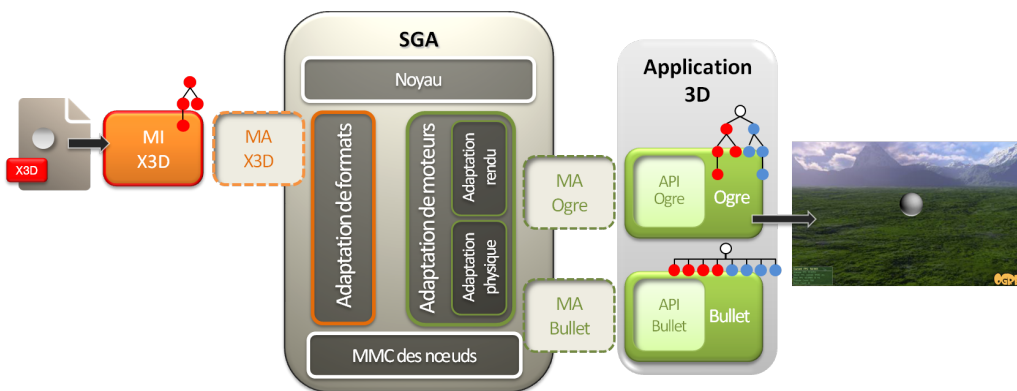 SGA
Noyau
Application
3D
X3D
MI
X3D
MA
X3D
Adaptation de formats
Adaptation de moteurs
Adaptation
rendu
Adaptation
physique
MA
Ogre
API
Ogre
Ogre
MA
Bullet
API
Bullet
Bullet
MMC des nœuds